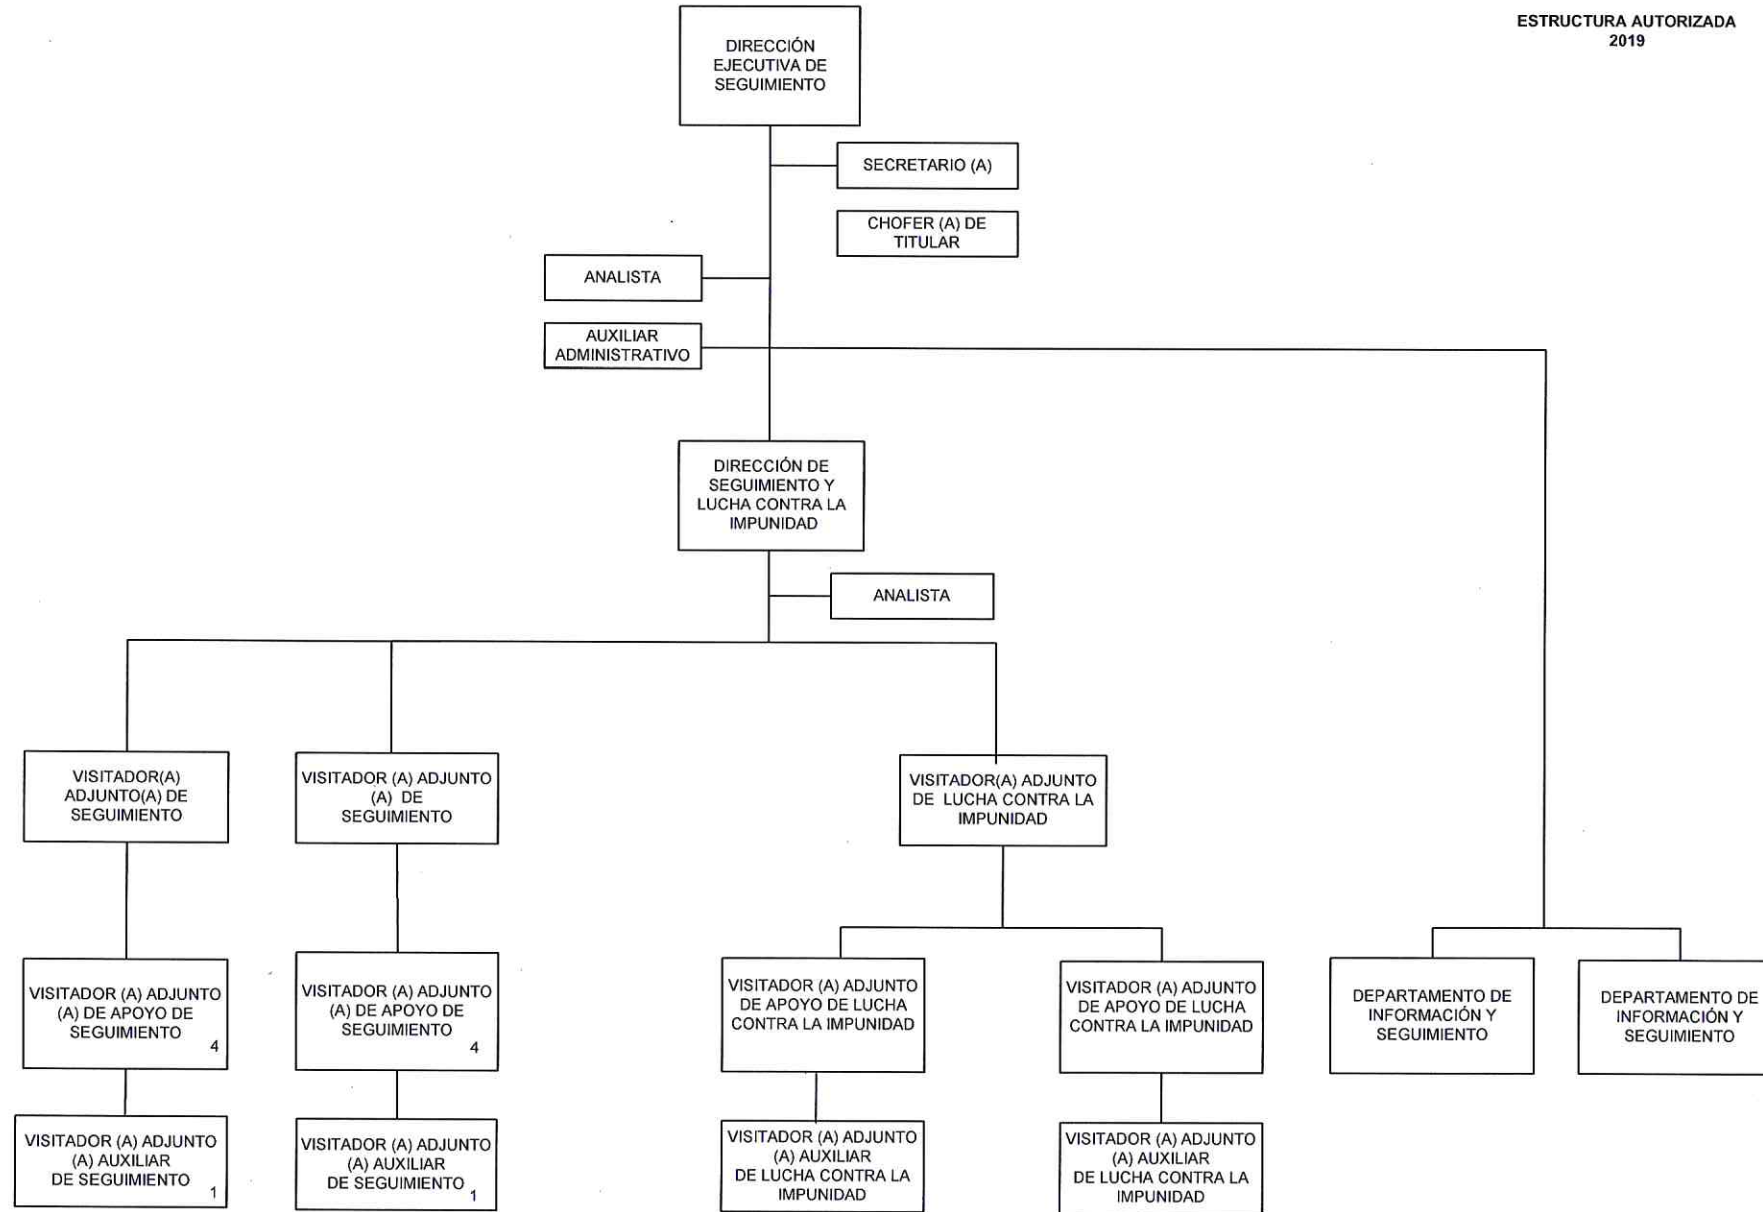 ESTRUCTURA AUTORIZADA
2019
DIRECCIÓN
EJECUTIVA DE
SEGUIMIENTO
SECRETARIO (A)
CHOFER (A) DE
TITULAR
ANALISTA
AUXILIAR
ADMINISTRATIVO
DIRECCIÓN DE
SEGUIMIENTO Y
LUCHA CONTRA LA
IMPUNIDAD
ANALISTA
VISITADOR(A)
ADJUNTO(A) DE
SEGUIMIENTO
VISITADOR (A) ADJUNTO
(A) DE
SEGUIMIENTO
VISITADOR(A) ADJUNTO
DE LUCHA CONTRA LA
IMPUNIDAD
VISITADOR (A) ADJUNTO
(A) DE APOYO DE
SEGUIMIENTO
4
VISITADOR (A) ADJUNTO
(A) DE APOYO DE
SEGUIMIENTO
4
VISITADOR (A) ADJUNTO
DE APOYO DE LUCHA
CONTRA LA IMPUNIDAD
VISITADOR (A) ADJUNTO
DE APOYO DE LUCHA
CONTRA LA IMPUNIDAD
DEPARTAMENTO DE
INFORMACIÓN Y
SEGUIMIENTO
DEPARTAMENTO DE
INFORMACIÓN Y
SEGUIMIENTO
VISITADOR (A) ADJUNTO
(A) AUXILIAR
DE SEGUIMIENTO
1
VISITADOR (A) ADJUNTO
(A) AUXILIAR
DE SEGUIMIENTO
1
VISITADOR (A) ADJUNTO
(A) AUXILIAR
DE LUCHA CONTRA LA
IMPUNIDAD
VISITADOR (A) ADJUNTO
(A) AUXILIAR
DE LUCHA CONTRA LA
IMPUNIDAD